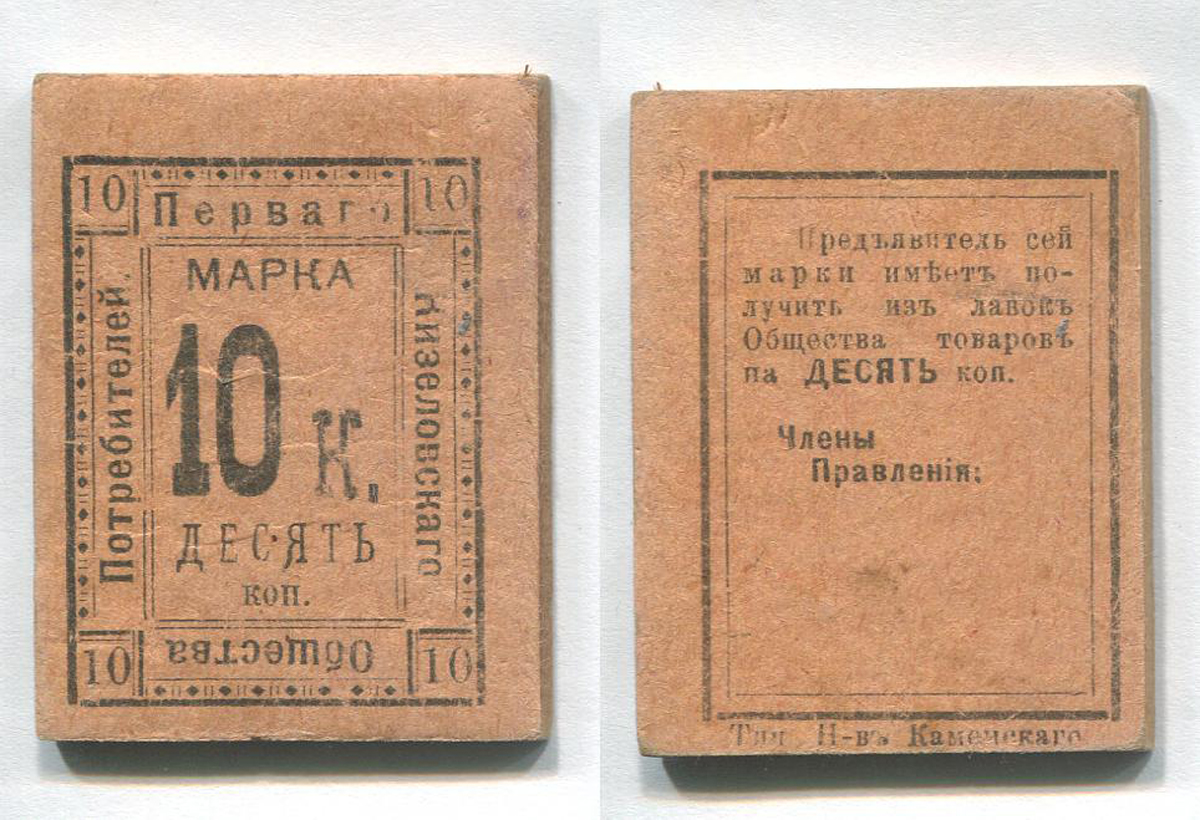 10 Перваго 10
МАРКА
10 К.
ДЕСЯТЬ
коп.
Кизеловскаго
10 Общества 10
Потребителей.
Предъявитель сей
марки имѣетъ по-
лучить изъ лавокъ
Общества товаровъ
на ДЕСЯТЬ коп.
Члены
Правленія:
Тип Н-въ Каменскаго